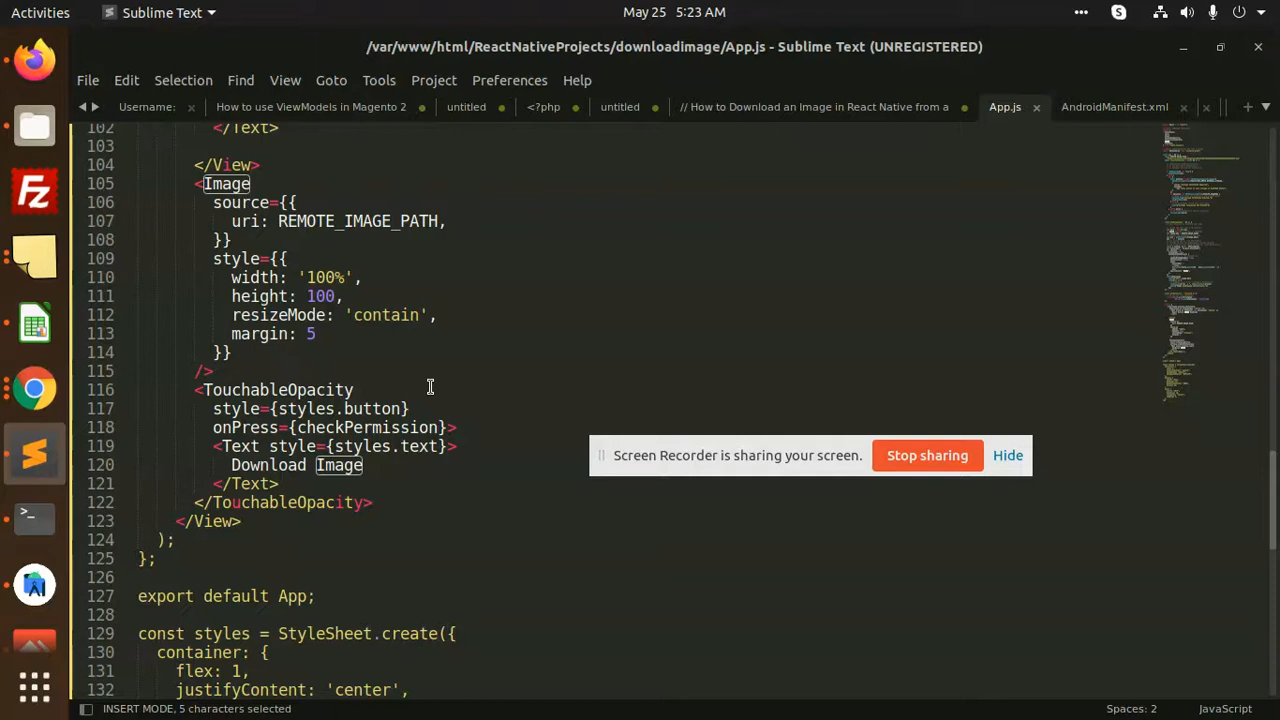 Activities
Sublime Text
May 25 5:23 AM
/var/www/html/ReactNativeProjects/downloadimage/App.js - Sublime Text (UNREGISTERED)
File Edit Selection Find View Goto Tools Project Preferences Help
Username:
How to use ViewModels in Magento 2
untitled
<?php
untitled
// How to Download an Image in React Native from a
App.js
AndroidManifest.xml
102 </Text>
103
104 </View>
105 <Image
106 source={{
107 uri: REMOTE_IMAGE_PATH,
108 }}
109 style={{
110 width: '100%',
111 height: 100,
112 resizeMode: 'contain',
113 margin: 5
114 }}
115 />
116 <TouchableOpacity
117 style={styles.button}
118 onPress={checkPermission}>
119 <Text style={styles.text}>
120 Download Image
121 </Text>
122 </TouchableOpacity>
123 </View>
124 );
125 };
126
127 export default App;
128
129 const styles = StyleSheet.create({
130 container: {
131 flex: 1,
132 justifyContent: 'center',
Screen Recorder is sharing your screen.
Stop sharing
Hide
INSERT MODE, 5 characters selected
Spaces: 2
JavaScript